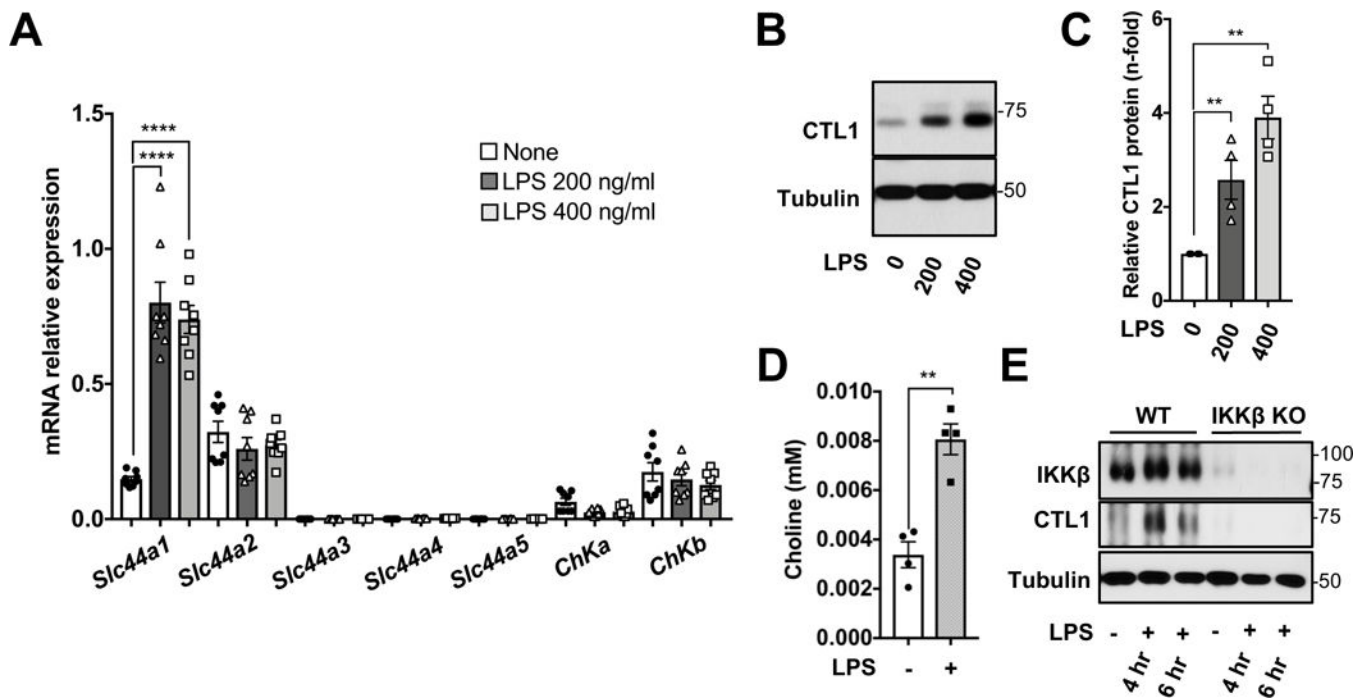 A
mRNA relative expression
1.5
1.0
0.5
0.0
****
****
None
LPS 200 ng/ml
LPS 400 ng/ml
Slc44a1
Slc44a2
Slc44a3
Slc44a4
Slc44a5
ChKa
ChKb
B
CTL1
-75
Tubulin
-50
LPS
0
200
400
C
Relative CTL1 protein (n-fold)
6
4
2
0
**
**
LPS
0
200
400
D
Choline (mM)
0.010
0.008
0.006
0.004
0.002
0.000
**
LPS
- +
E
WT IKKβ KO
IKKβ
-100
75
CTL1
-75
Tubulin
-50
LPS - + + - + +
4 hr 6 hr 4 hr 6 hr